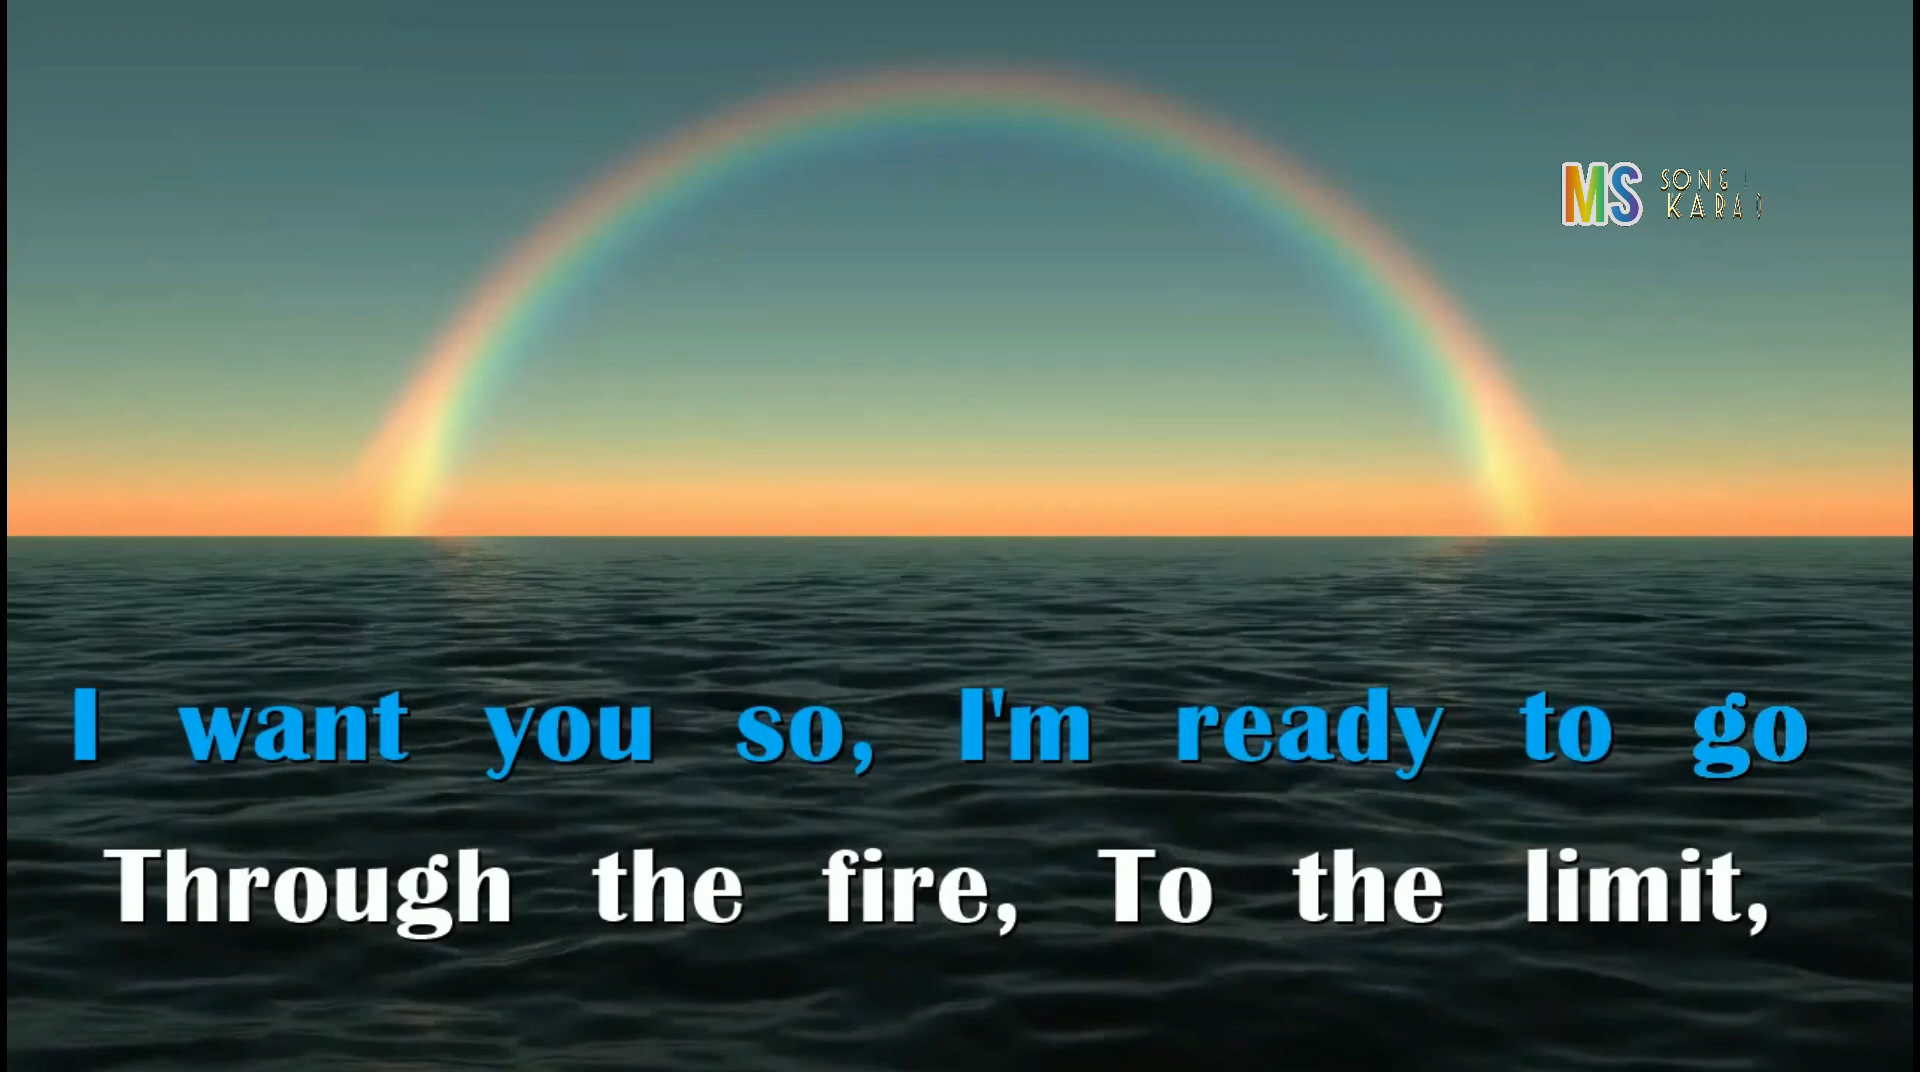 MS SONG
KARA
I want you so, I'm ready to go
Through the fire, To the limit,